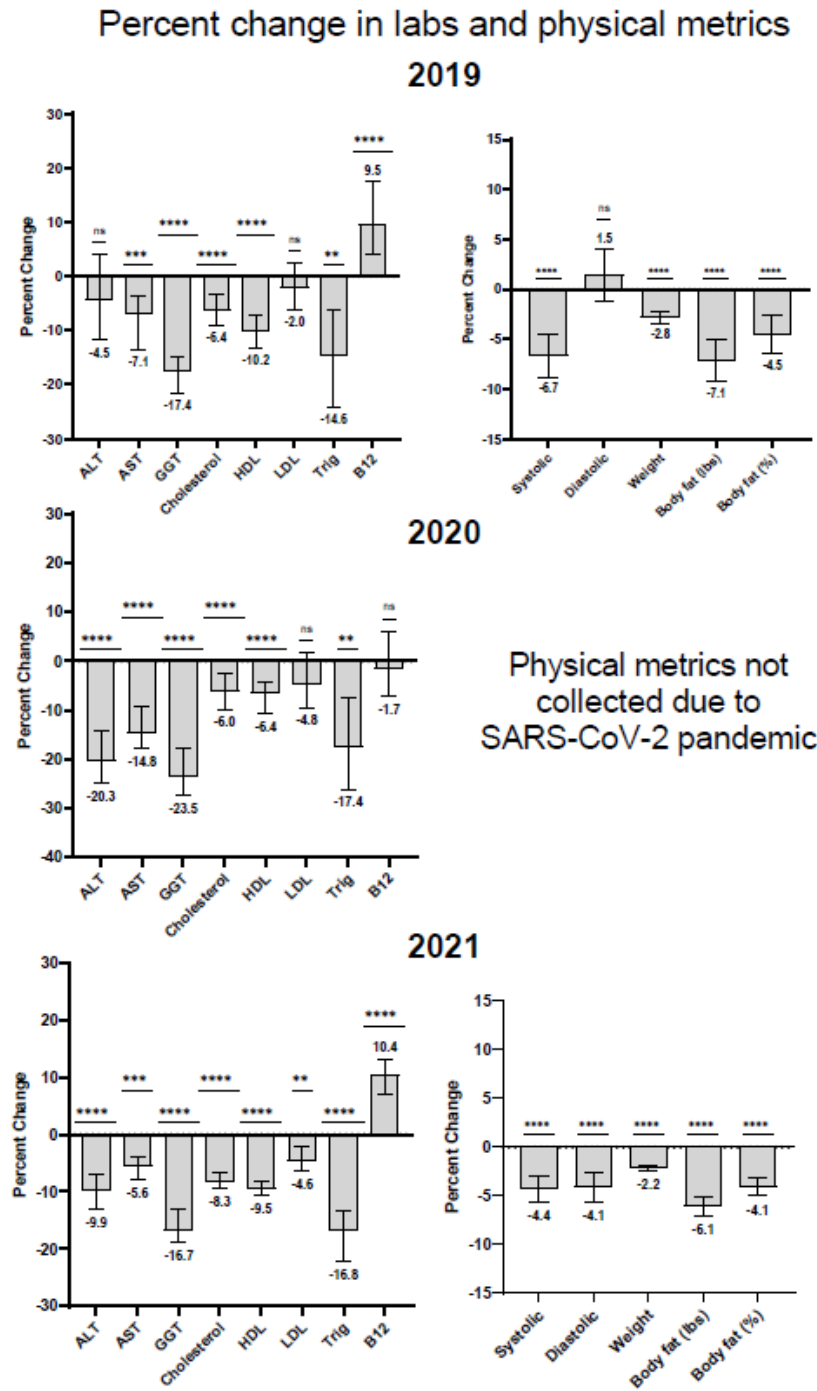 Percent change in labs and physical metrics
2019
30
20
10
0
-10
-20
-30
Percent Change
ns
***
****
****
****
ns
**
****
-4.5
-7.1
-17.4
-6.4
-10.2
-2.0
-14.6
9.5
ALT
AST
GGT
Cholesterol
HDL
LDL
Trig
B12
15
10
5
0
-5
-10
-15
Percent Change
****
ns
****
****
****
-6.7
1.5
-2.8
-7.1
-4.5
Systolic
Diastolic
Weight
Body fat (lbs)
Body fat (%)
2020
30
20
10
0
-10
-20
-30
-40
Percent Change
****
****
****
****
****
ns
**
ns
-20.3
-14.8
-23.5
-6.0
-6.4
-4.8
-17.4
-1.7
ALT
AST
GGT
Cholesterol
HDL
LDL
Trig
B12
Physical metrics not
collected due to
SARS-CoV-2 pandemic
2021
30
20
10
0
-10
-20
-30
Percent Change
****
***
****
****
****
**
****
****
-9.9
-5.6
-16.7
-8.3
-9.5
-4.6
-16.8
10.4
ALT
AST
GGT
Cholesterol
HDL
LDL
Trig
B12
15
10
5
0
-5
-10
-15
Percent Change
****
****
****
****
****
-4.4
-4.1
-2.2
-6.1
-4.1
Systolic
Diastolic
Weight
Body fat (lbs)
Body fat (%)